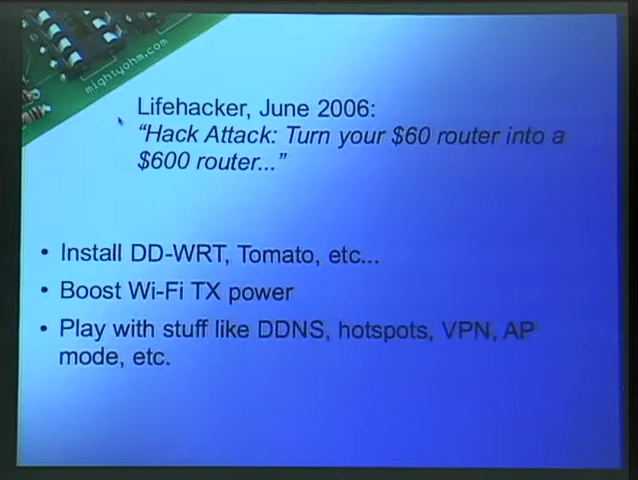 mightyohm.com
Lifehacker, June 2006:
“Hack Attack: Turn your $60 router into a
$600 router...”
• Install DD-WRT, Tomato, etc...
• Boost Wi-Fi TX power
• Play with stuff like DDNS, hotspots, VPN, AP
mode, etc.